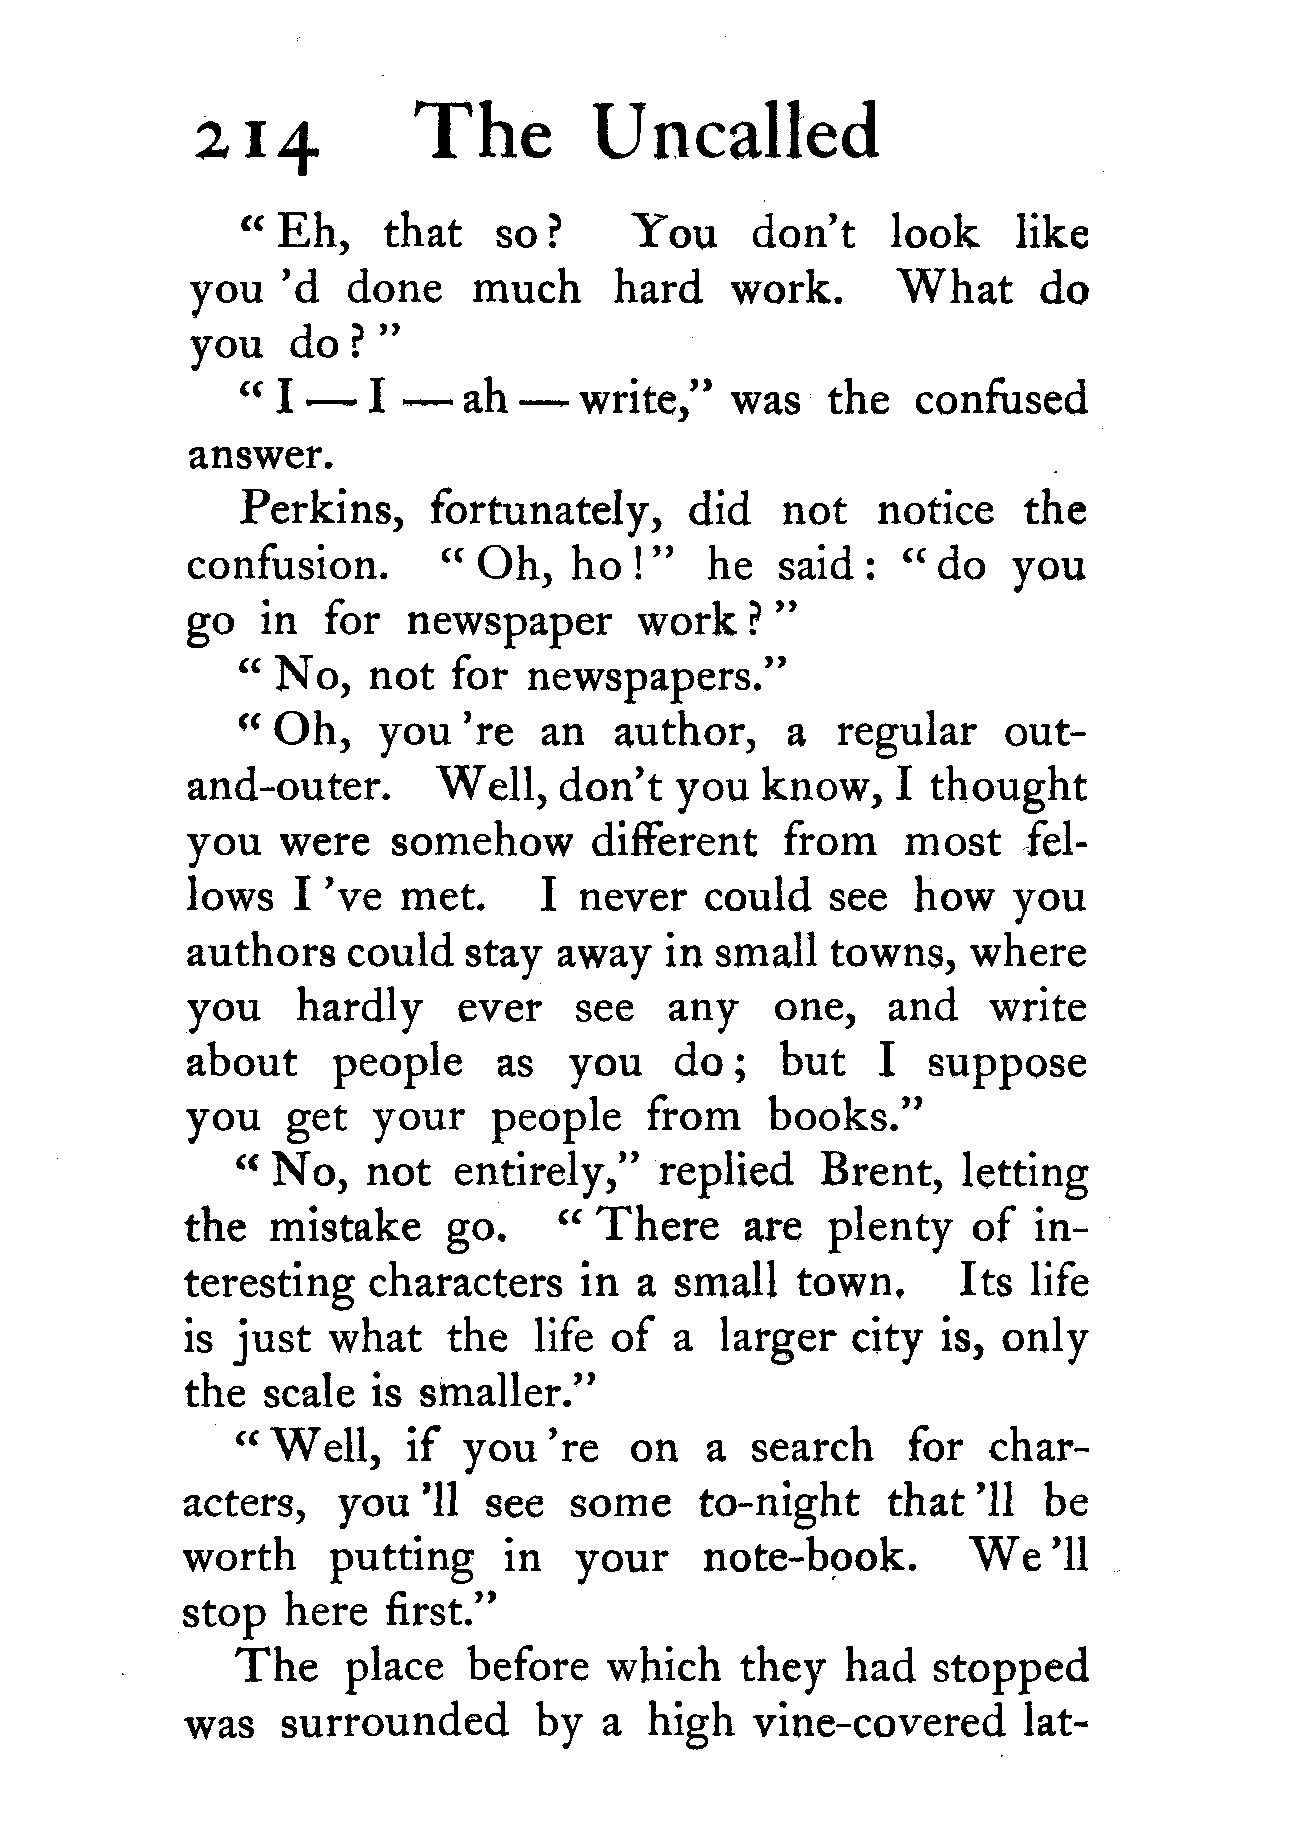 214 The Uncalled
“Eh, that so? You don't look like
you 'd done much hard work. What do
you do?”
“I — I — ah — write,” was the confused
answer.
Perkins, fortunately, did not notice the
confusion. “Oh, ho!” he said: “do you
go in for newspaper work?”
“No, not for newspapers.”
“Oh, you 're an author, a regular out-
and-outer. Well, don't you know, I thought
you were somehow different from most fel-
lows I 've met. I never could see how you
authors could stay away in small towns, where
you hardly ever see any one, and write
about people as you do; but I suppose
you get your people from books.”
“No, not entirely,” replied Brent, letting
the mistake go. “There are plenty of in-
teresting characters in a small town. Its life
is just what the life of a larger city is, only
the scale is smaller.”
“Well, if you 're on a search for char-
acters, you 'll see some to-night that 'll be
worth putting in your note-book. We 'll
stop here first.”
The place before which they had stopped
was surrounded by a high vine-covered lat-